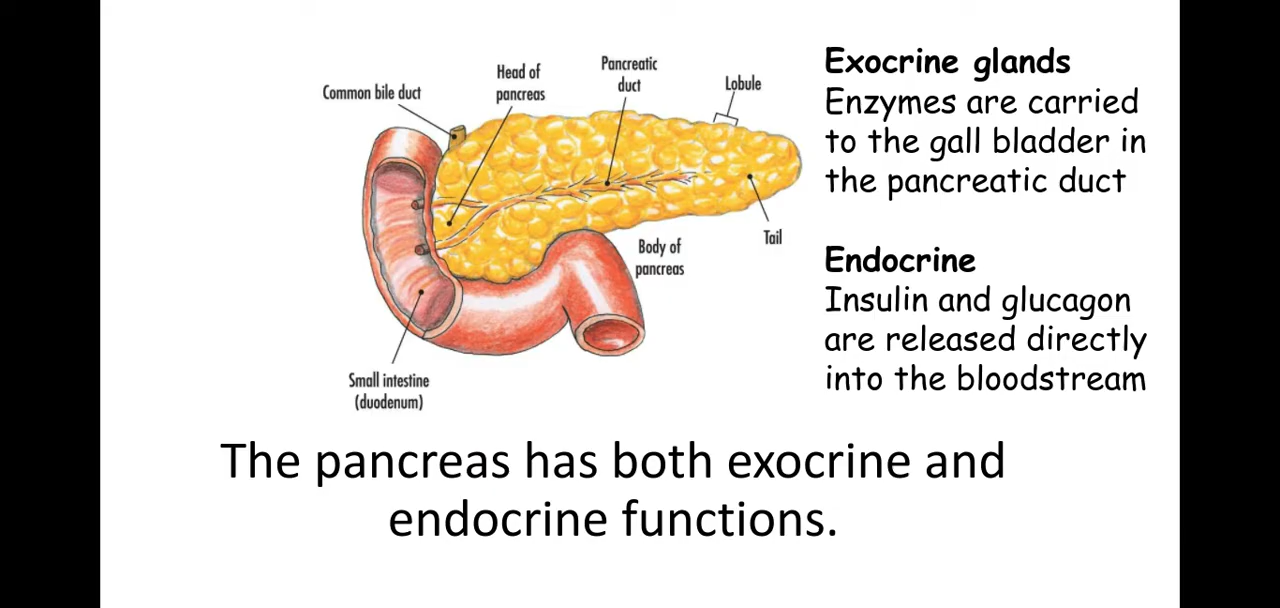 Common bile duct
Head of
pancreas
Pancreatic
duct
Lobule
Tail
Body of
pancreas
Small intestine
(duodenum)
Exocrine glands
Enzymes are carried
to the gall bladder in
the pancreatic duct
Endocrine
Insulin and glucagon
are released directly
into the bloodstream
The pancreas has both exocrine and
endocrine functions.